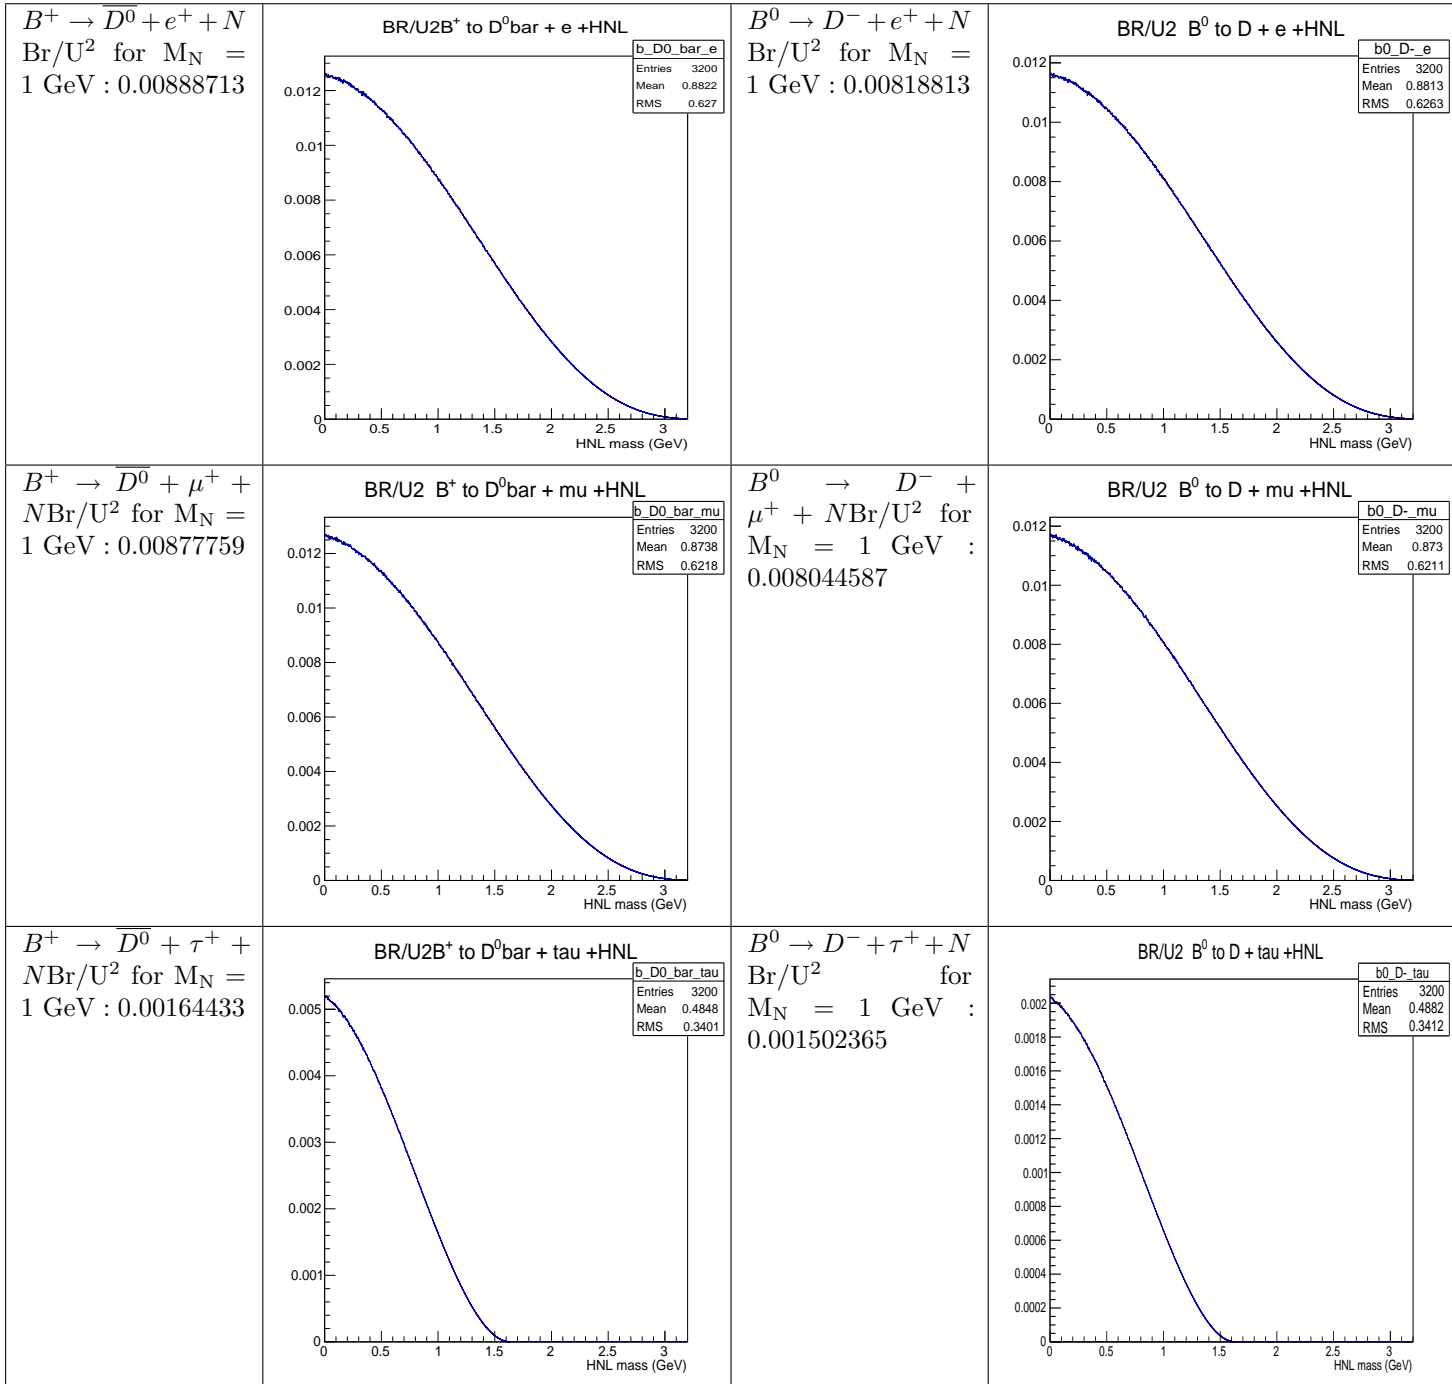 B⁺ → D̅⁰ + e⁺ + N
Br/U² for M_N =
1 GeV : 0.00888713
BR/U2B⁺ to D⁰bar + e +HNL
b_D0_bar_e
Entries 3200
Mean 0.8822
RMS 0.627
0.012
0.01
0.008
0.006
0.004
0.002
0
0 0.5 1 1.5 2 2.5 3
HNL mass (GeV)
B⁰ → D⁻ + e⁺ + N
Br/U² for M_N =
1 GeV : 0.00818813
BR/U2 B⁰ to D + e +HNL
b0_D-_e
Entries 3200
Mean 0.8813
RMS 0.6263
0.012
0.01
0.008
0.006
0.004
0.002
0
0 0.5 1 1.5 2 2.5 3
HNL mass (GeV)
B⁺ → D̅⁰ + μ⁺ +
NBr/U² for M_N =
1 GeV : 0.00877759
BR/U2 B⁺ to D⁰bar + mu +HNL
b_D0_bar_mu
Entries 3200
Mean 0.8738
RMS 0.6218
0.012
0.01
0.008
0.006
0.004
0.002
0
0 0.5 1 1.5 2 2.5 3
HNL mass (GeV)
B⁰ → D⁻ +
μ⁺ + NBr/U² for
M_N = 1 GeV :
0.008044587
BR/U2 B⁰ to D + mu +HNL
b0_D-_mu
Entries 3200
Mean 0.873
RMS 0.6211
0.012
0.01
0.008
0.006
0.004
0.002
0
0 0.5 1 1.5 2 2.5 3
HNL mass (GeV)
B⁺ → D̅⁰ + τ⁺ +
NBr/U² for M_N =
1 GeV : 0.00164433
BR/U2B⁺ to D⁰bar + tau +HNL
b_D0_bar_tau
Entries 3200
Mean 0.4848
RMS 0.3401
0.005
0.004
0.003
0.002
0.001
0
0 0.5 1 1.5 2 2.5 3
HNL mass (GeV)
B⁰ → D⁻ + τ⁺ + N
Br/U² for
M_N = 1 GeV :
0.001502365
BR/U2 B⁰ to D + tau +HNL
b0_D-_tau
Entries 3200
Mean 0.4882
RMS 0.3412
0.002
0.0018
0.0016
0.0014
0.0012
0.001
0.0008
0.0006
0.0004
0.0002
0
0 0.5 1 1.5 2 2.5 3
HNL mass (GeV)